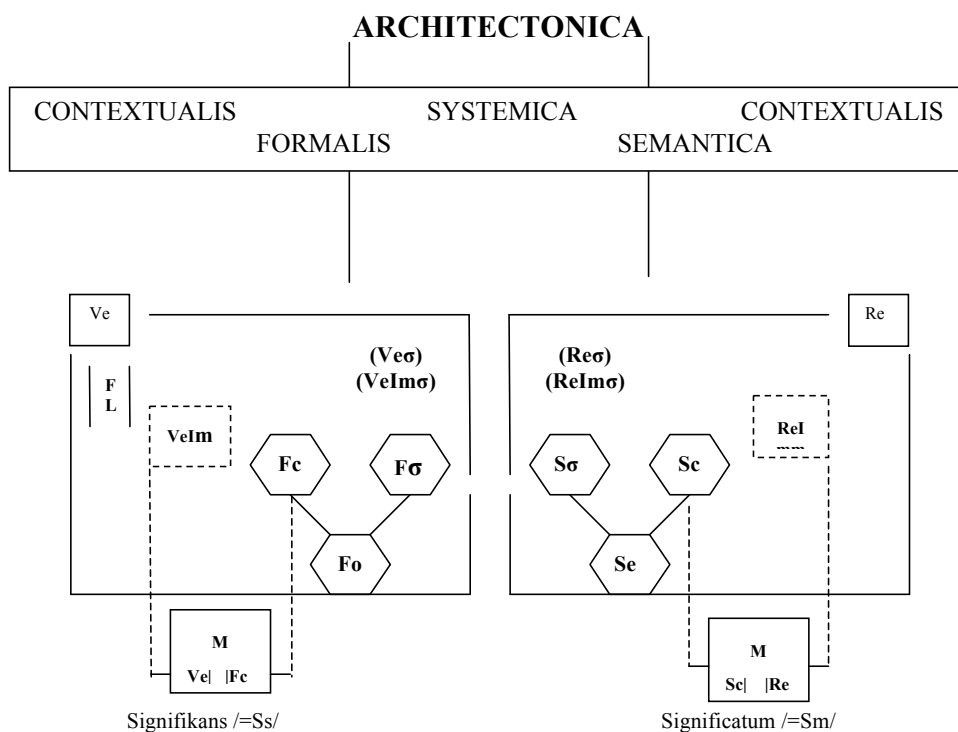 ARCHITECTONICA
CONTEXTUALIS SYSTEMICA CONTEXTUALIS
FORMALIS SEMANTICA
Ve Re
(Veσ) (Reσ)
(VeImσ) (ReImσ)
F
L
VeIm ReI
Fc Fσ Sσ Sc
Fo Se
M M
Ve| |Fc Sc| |Re
Signifikans /=Ss/ Significatum /=Sm/